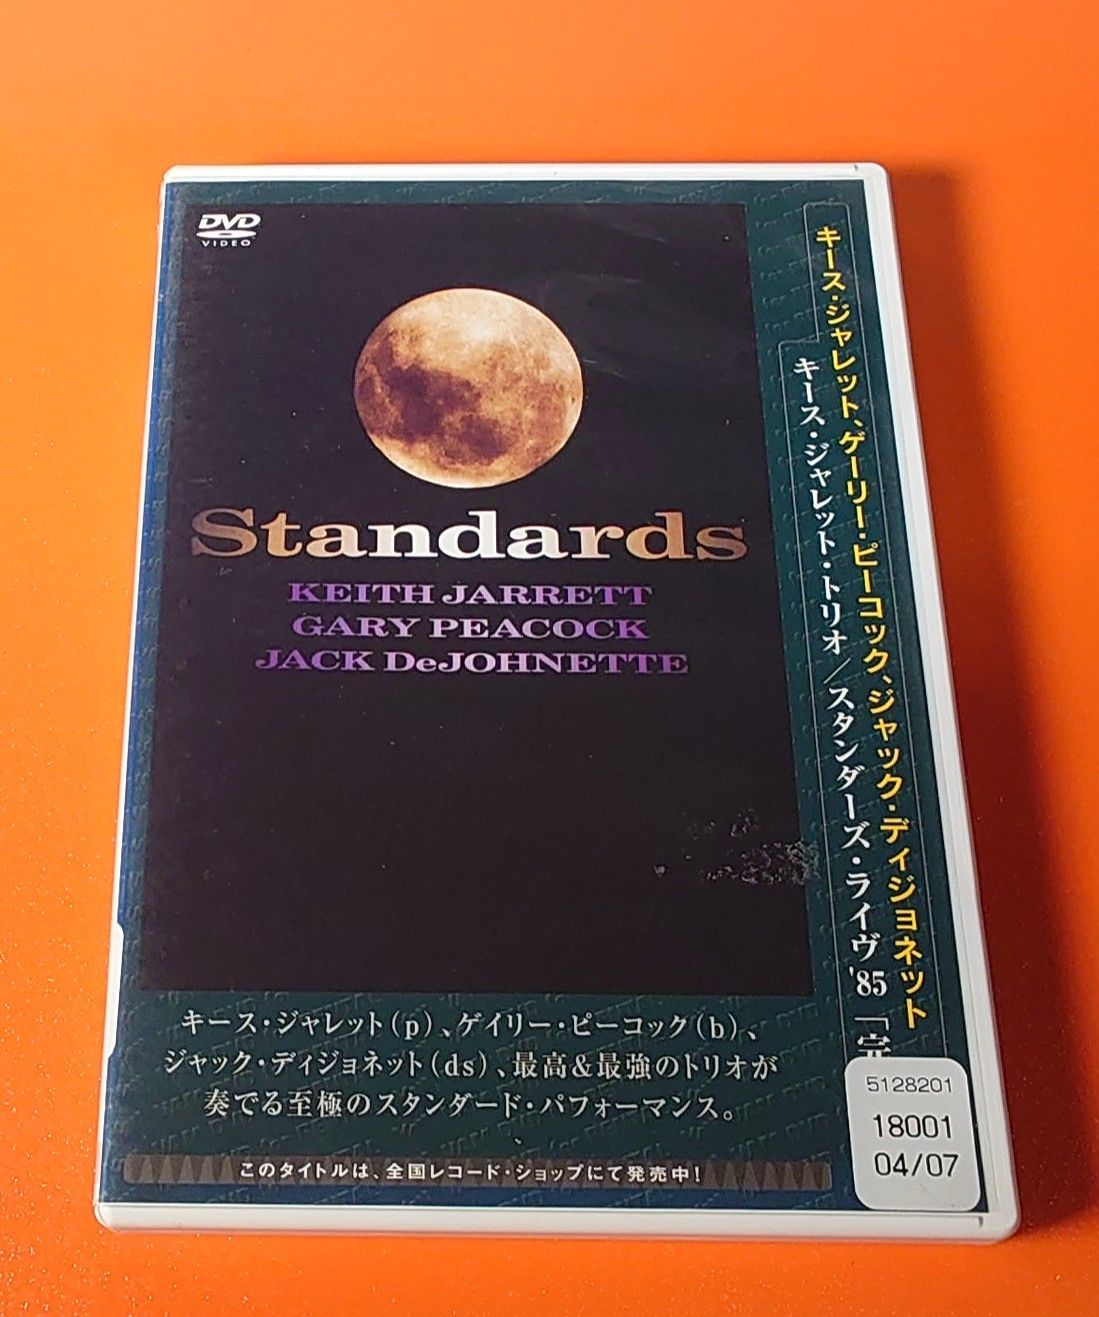 DVD
VIDEO
Standards
KEITH JARRETT
GARY PEACOCK
JACK DeJOHNETTE
キース・ジャレット、ゲーリー・ピーコック、ジャック・ディジョネット
キース・ジャレット・トリオ/スタンダーズ・ライヴ '85 「完
キース・ジャレット(p)、ゲイリー・ピーコック(b)、
ジャック・ディジョネット(ds)、最高&最強のトリオが
奏でる至極のスタンダード・パフォーマンス。
このタイトルは、全国レコード・ショップにて発売中!
5128201
18001
04/07